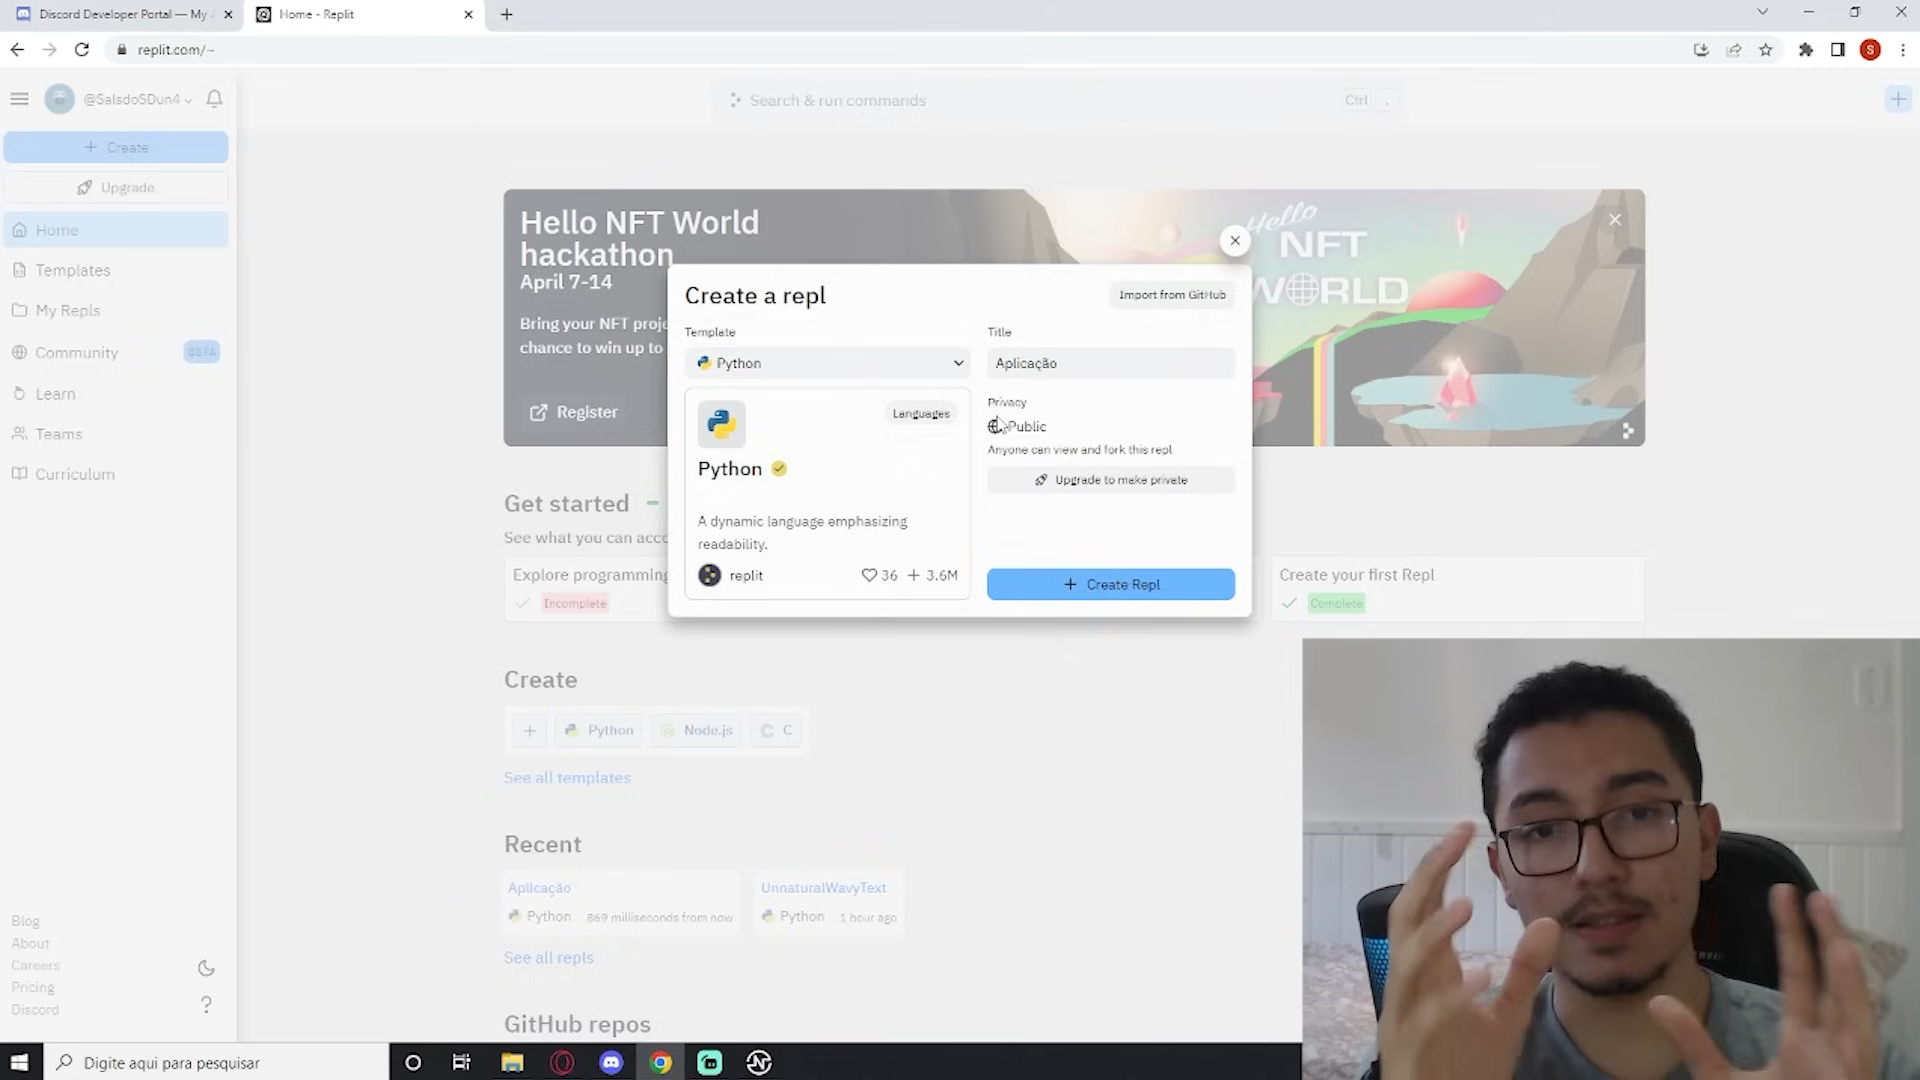 Discord Developer Portal — My
Home - Replit
replit.com/~
S
@SalsdoSDun4
Search & run commands
Ctrl .
Create
Upgrade
Home
Templates
My Repls
Community
BETA
Learn
Teams
Curriculum
Hello NFT World
hackathon
April 7-14
Bring your NFT proje
chance to win up to
Register
Hello
NFT
WORLD
Create a repl
Import from GitHub
Template
Python
Languages
Python
A dynamic language emphasizing
readability.
replit
36
3.6M
Title
Aplicação
Privacy
Public
Anyone can view and fork this repl
Upgrade to make private
+ Create Repl
Get started
See what you can acco
Explore programming
Incomplete
Create your first Repl
Complete
Create
+
Python
Node.js
C C
See all templates
Recent
Aplicação
Python
869 milliseconds from now
UnnaturalWavyText
Python
1 hour ago
See all repls
GitHub repos
Blog
About
Careers
Pricing
Discord
?
Digite aqui para pesquisar